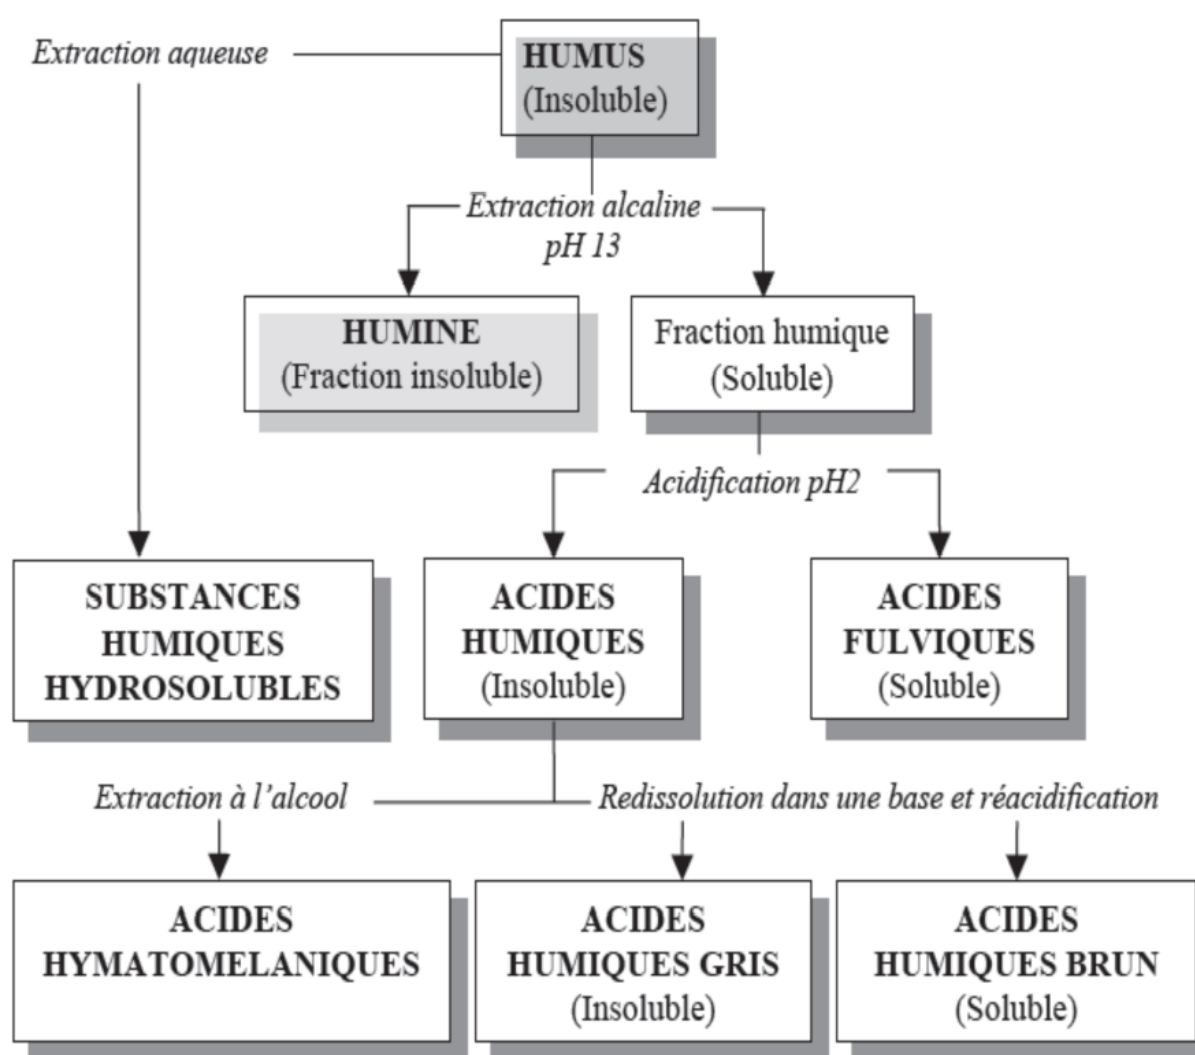 Extraction aqueuse
HUMUS
(Insoluble)
Extraction alcaline
pH 13
HUMINE
(Fraction insoluble)
Fraction humique
(Soluble)
Acidification pH2
SUBSTANCES
HUMIQUES
HYDROSOLUBLES
ACIDES
HUMIQUES
(Insoluble)
ACIDES
FULVIQUES
(Soluble)
Extraction à l’alcool
Redissolution dans une base et réacidification
ACIDES
HYMATOMELANIQUES
ACIDES
HUMIQUES GRIS
(Insoluble)
ACIDES
HUMIQUES BRUN
(Soluble)